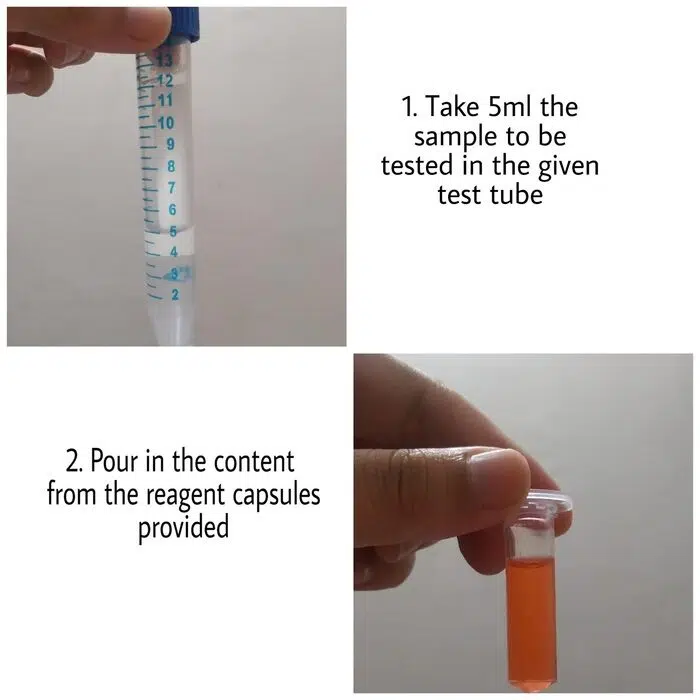 13
12
11
10
9
8
7
6
5
4
3
2
1. Take 5ml the
sample to be
tested in the given
test tube
2. Pour in the content
from the reagent capsules
provided